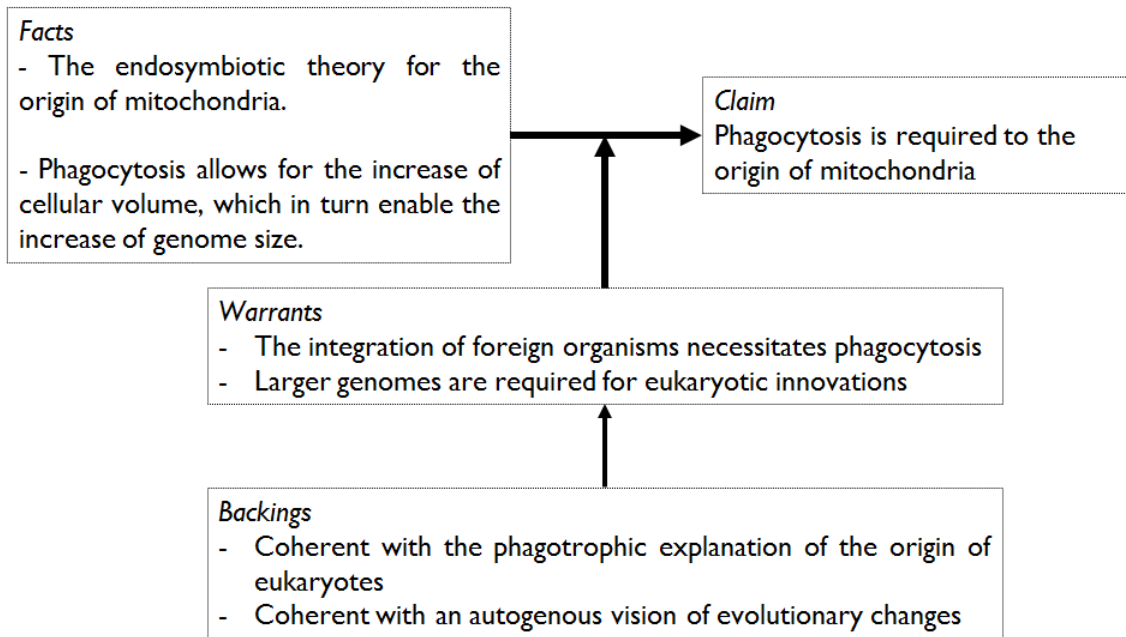 Facts
- The endosymbiotic theory for the
origin of mitochondria.
- Phagocytosis allows for the increase of
cellular volume, which in turn enable the
increase of genome size.
Claim
Phagocytosis is required to the
origin of mitochondria
Warrants
- The integration of foreign organisms necessitates phagocytosis
- Larger genomes are required for eukaryotic innovations
Backings
- Coherent with the phagotrophic explanation of the origin of
eukaryotes
- Coherent with an autogenous vision of evolutionary changes